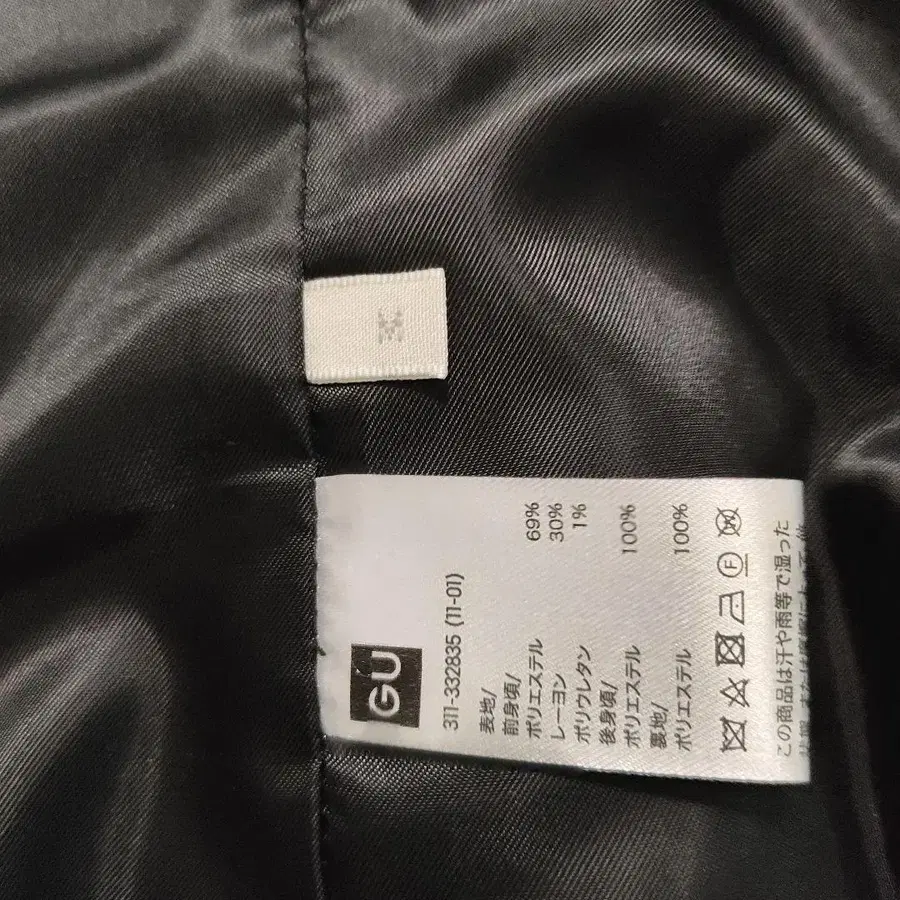 M
GU
311-332835 (11-01)
表地/
前身頃/
ポリエステル 69%
レーヨン 30%
ポリウレタン 1%
後身頃/
ポリエステル 100%
裏地/
ポリエステル 100%
F
この商品は汗や雨等で湿った